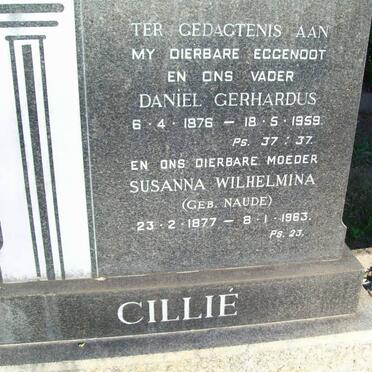 TER GEDAGTENIS AAN
MY DIERBARE EGGENOOT
EN ONS VADER
DANIËL GERHARDUS
6 · 4 · 1876 — 18 · 5 · 1959.
Ps. 37 : 37.
EN ONS DIERBARE MOEDER
SUSANNA WILHELMINA
(GEB. NAUDE)
23 · 2 · 1877 — 8 · 1 · 1963.
Ps. 23.
CILLIÉ